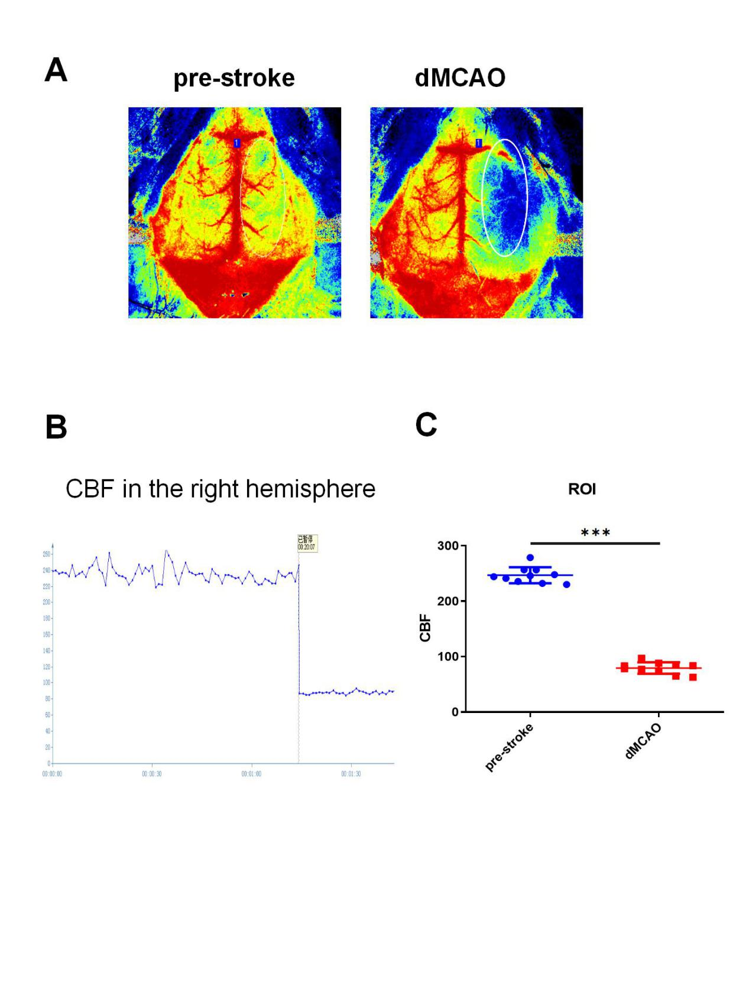 A
pre-stroke
dMCAO
1
1
B
C
CBF in the right hemisphere
ROI
已暂停
00:20:07
260
240
220
200
180
160
140
120
100
80
60
40
20
0
00:00:00
00:00:30
00:01:00
00:01:30
***
300
200
100
0
CBF
pre-stroke
dMCAO